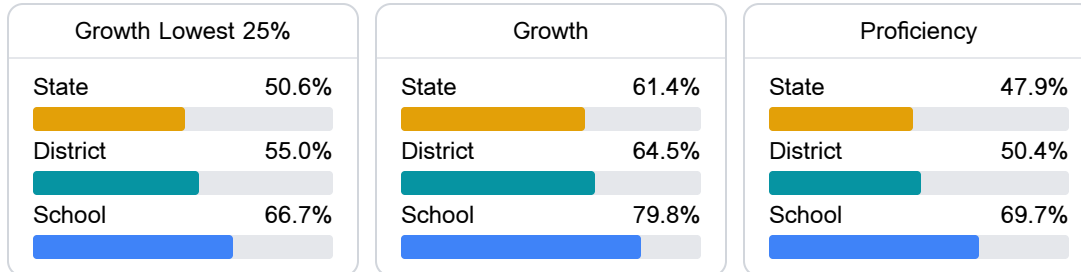 Growth Lowest 25%
State 50.6%
District 55.0%
School 66.7%
Growth
State 61.4%
District 64.5%
School 79.8%
Proficiency
State 47.9%
District 50.4%
School 69.7%